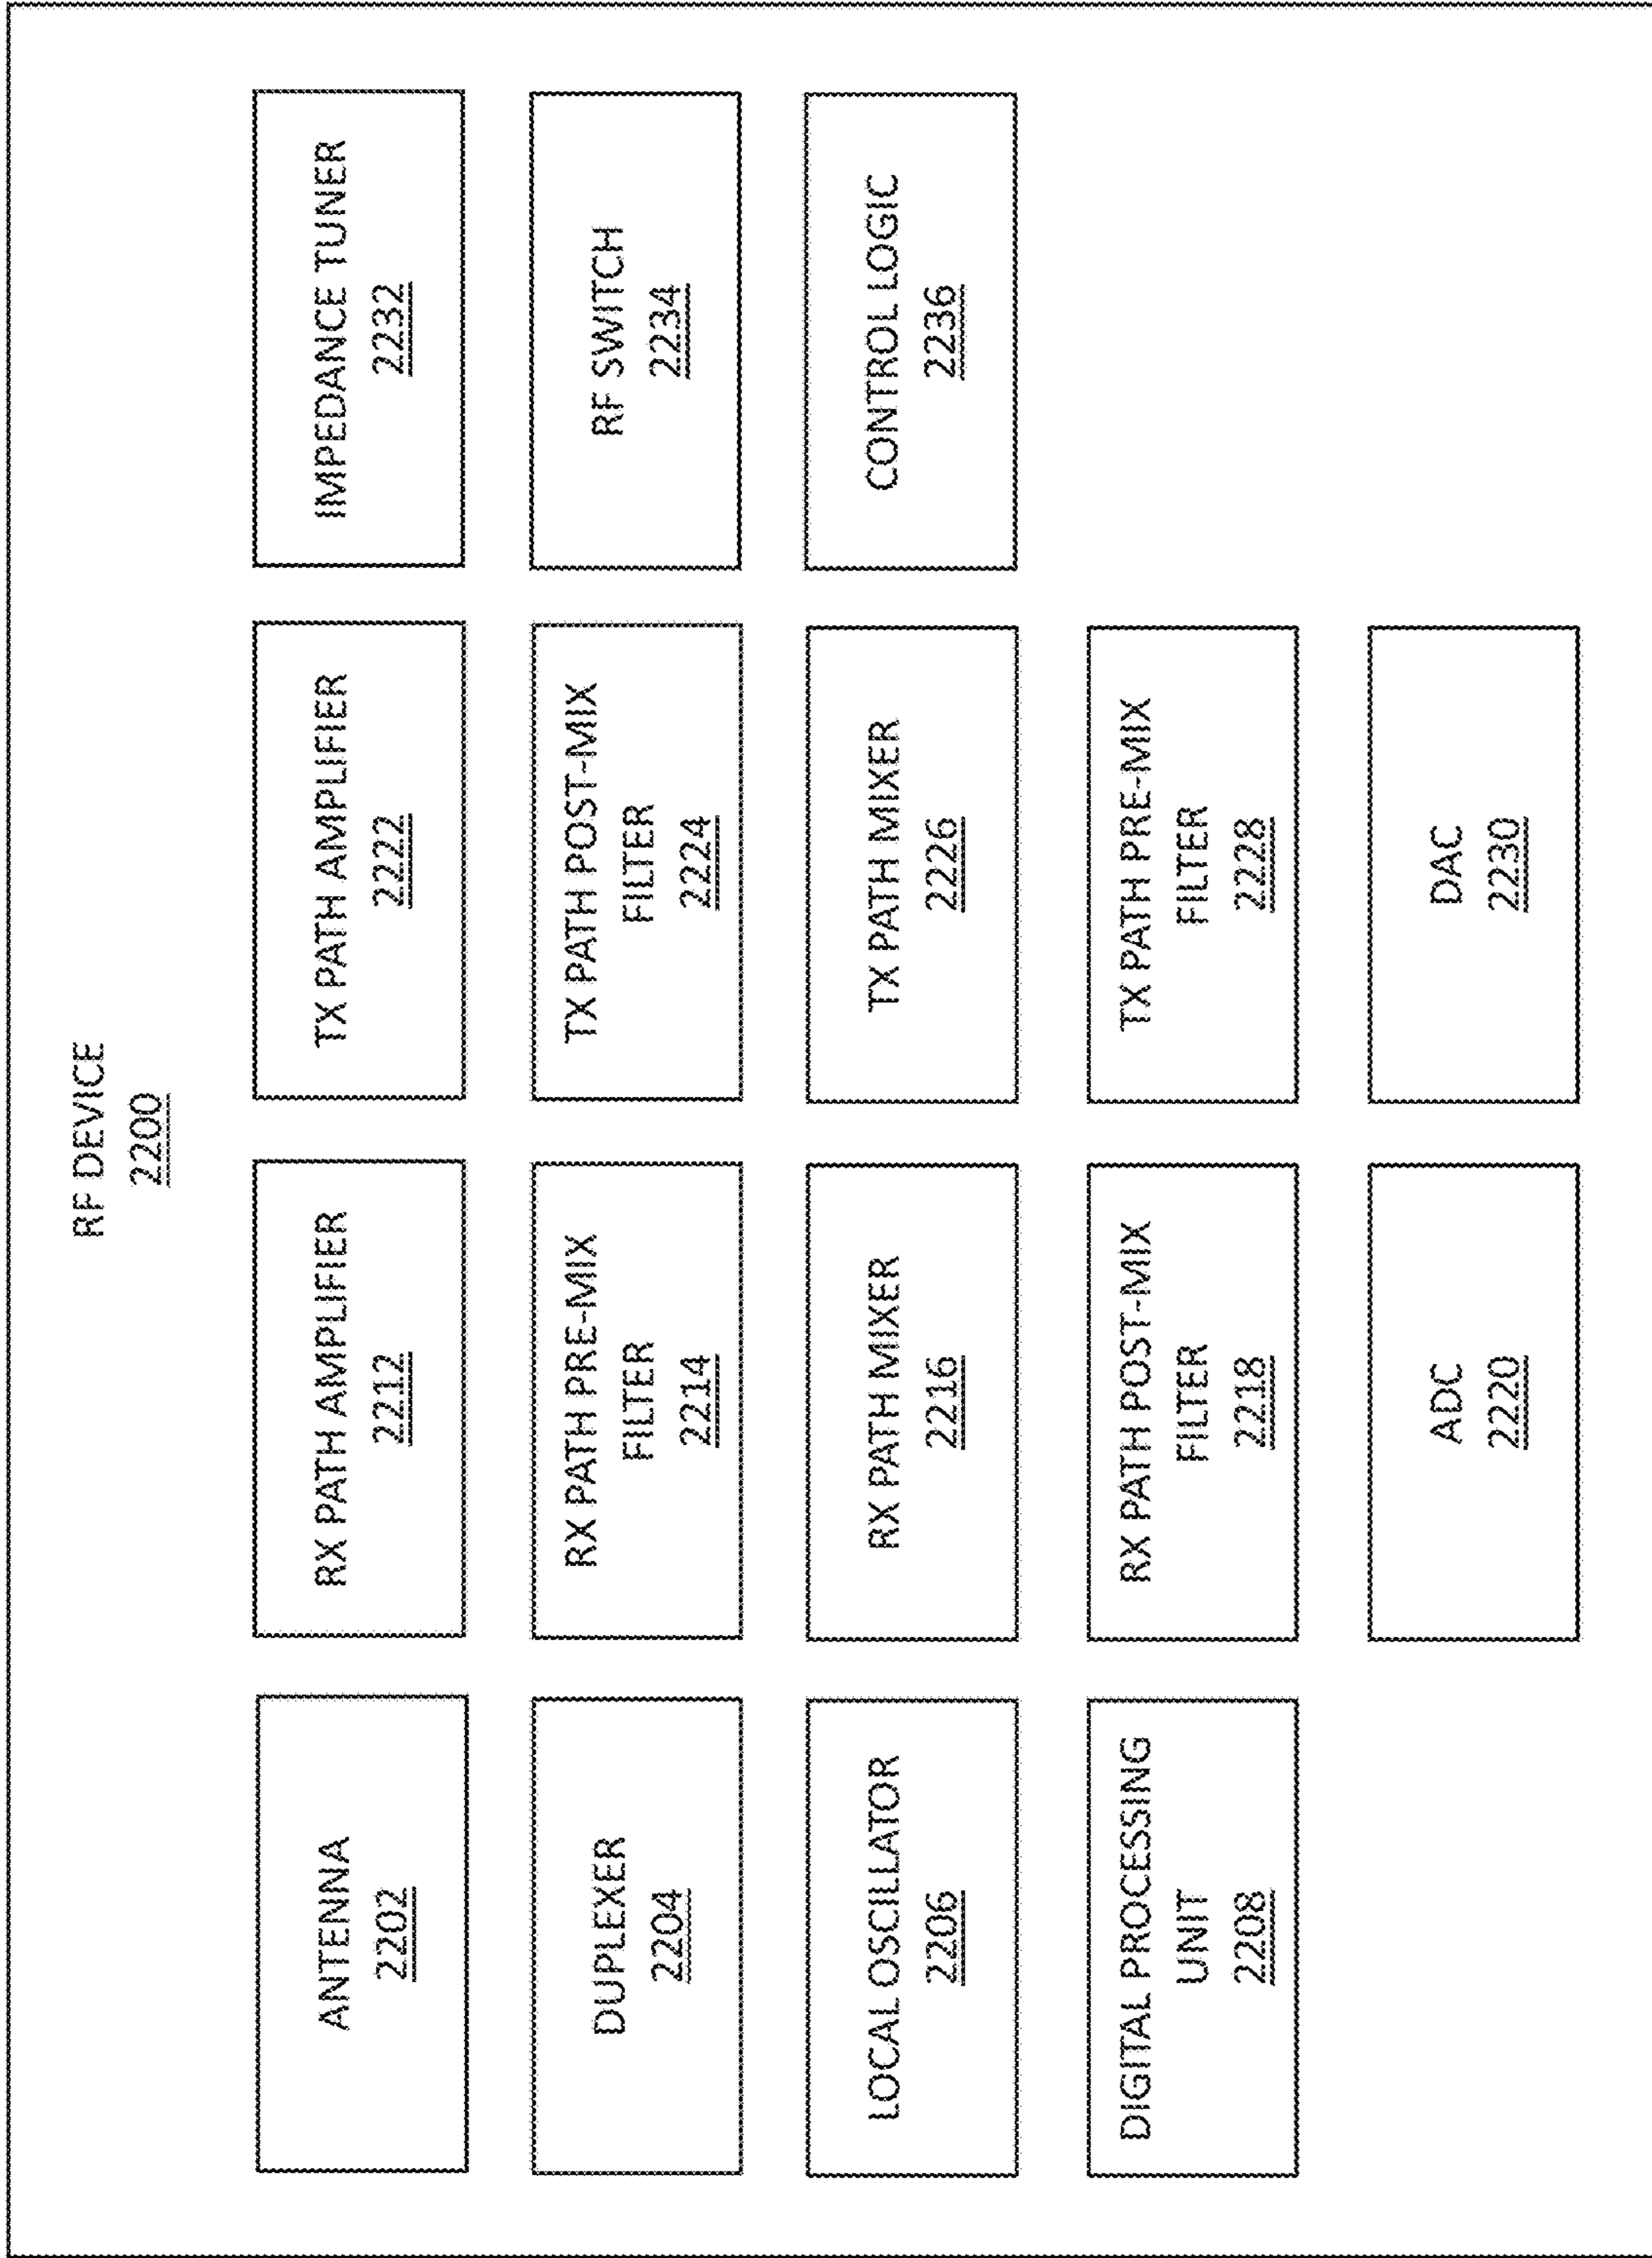 RF DEVICE
2200
ANTENNA
2202
DUPLEXER
2204
LOCAL OSCILLATOR
2206
DIGITAL PROCESSING
UNIT
2208
RX PATH AMPLIFIER
2212
RX PATH PRE-MIX
FILTER
2214
RX PATH MIXER
2216
RX PATH POST-MIX
FILTER
2218
ADC
2220
TX PATH AMPLIFIER
2222
TX PATH POST-MIX
FILTER
2224
TX PATH MIXER
2226
TX PATH PRE-MIX
FILTER
2228
DAC
2230
IMPEDANCE TUNER
2232
RF SWITCH
2234
CONTROL LOGIC
2236